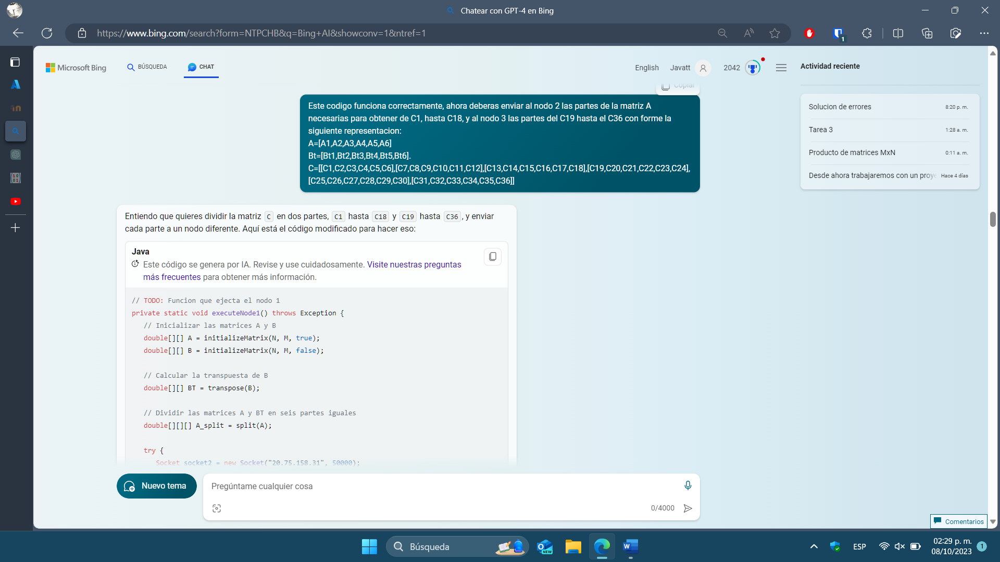 Chatear con GPT-4 en Bing
https://www.bing.com/search?form=NTPCHB&q=Bing+AI&showconv=1&ntref=1
1
Microsoft Bing
BÚSQUEDA
CHAT
English
Javatt
2042
Actividad reciente
Copiar
Solucion de errores 8:20 p. m.
Tarea 3 1:28 a. m.
Producto de matrices MxN 0:11 a. m.
Desde ahora trabajaremos con un proye Hace 4 días
Este codigo funciona correctamente, ahora deberas enviar al nodo 2 las partes de la matriz A
necesarias para obtener de C1, hasta C18, y al nodo 3 las partes del C19 hasta el C36 con forme la
siguiente representacion:
A=[A1,A2,A3,A4,A5,A6]
Bt=[Bt1,Bt2,Bt3,Bt4,Bt5,Bt6].
C=[[C1,C2,C3,C4,C5,C6],[C7,C8,C9,C10,C11,C12],[C13,C14,C15,C16,C17,C18],[C19,C20,C21,C22,C23,C24],
[C25,C26,C27,C28,C29,C30],[C31,C32,C33,C34,C35,C36]]
Entiendo que quieres dividir la matriz C en dos partes, C1 hasta C18 y C19 hasta C36, y enviar
cada parte a un nodo diferente. Aquí está el código modificado para hacer eso:
Java
Este código se genera por IA. Revise y use cuidadosamente. Visite nuestras preguntas
más frecuentes para obtener más información.
// TODO: Funcion que ejecta el nodo 1
private static void executeNode1() throws Exception {
// Inicializar las matrices A y B
double[][] A = initializeMatrix(N, M, true);
double[][] B = initializeMatrix(N, M, false);
// Calcular la transpuesta de B
double[][] BT = transpose(B);
// Dividir las matrices A y BT en seis partes iguales
double[][][] A_split = split(A);
try {
Socket socket2 = new Socket("20.75.158.31", 50000);
Nuevo tema
Pregúntame cualquier cosa
0/4000
Comentarios
Búsqueda
NEW
ESP
02:29 p. m.
08/10/2023
1